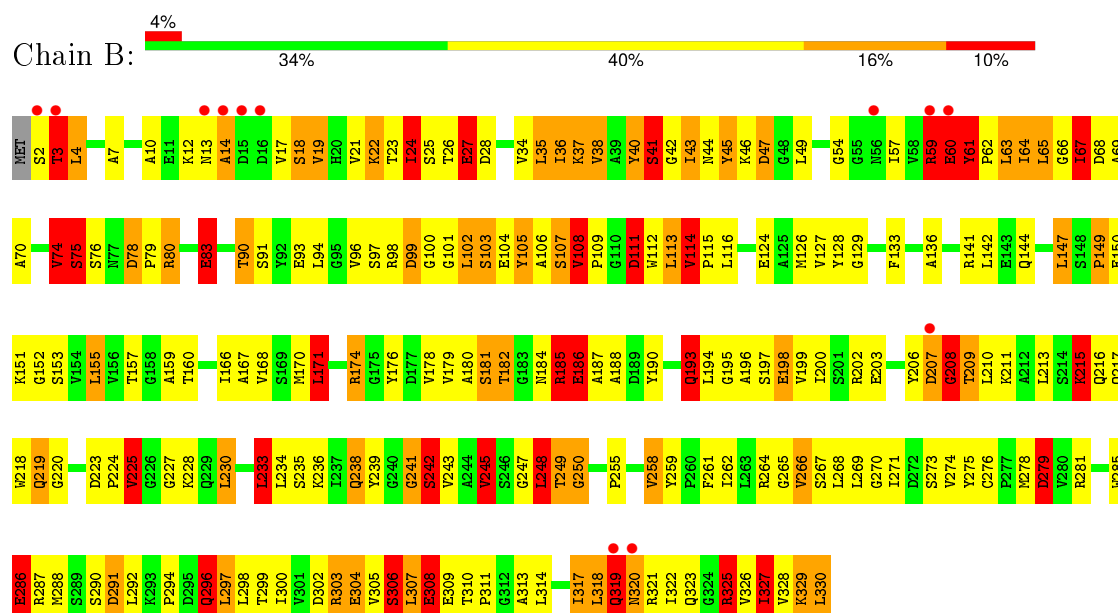 4%
Chain B: 34% 40% 16% 10%
MET S2 T3 L4 A7 A10 E11 K12 N13 A14 D15 D16 V17 S18 V19 H20 V21 K22 T23 I24 S25 T26 E27 D28 V34 L35 I36 K37 V38 A39 Y40 S41 G42 I43 N44 Y45 K46 D47 G48 L49 G54 G55 N56 I57 V58 R59 E60 Y61 P62 L63 I64 L65 G66 I67 D68 L69
A70 V74 S75 S76 N77 D78 P79 R80 E83 T90 S91 Y92 E93 L94 G95 V96 S97 R98 D99 G100 G101 L102 S103 E104 Y105 A106 S107 V108 P109 G110 D111 W112 L113 V114 P115 L116 E124 A125 M126 V127 Y128 G129 F133 A136 R141 L142 E143 Q144 L147 S148 P149 E150
K151 G152 S153 V154 L155 V156 T157 G158 A159 T160 I166 A167 V168 S169 M170 L171 R174 G175 Y176 D177 V178 V179 A180 S181 T182 G183 N184 R185 E186 A187 A188 D189 Y190 Q193 L194 G195 A196 S197 E198 V199 I200 S201 R202 E203 Y206 D207 G208 T209 L210 K211 A212 L213 S214 K215 Q216
W218 Q219 G220 D223 P224 V225 G226 G227 K228 Q229 L230 L233 L234 S235 K236 I237 Q238 Y239 G240 G241 S242 V243 A244 V245 S246 G247 L248 T249 G250 P255 V258 Y259 P260 F261 I262 L263 R264 G265 V266 S267 L268 L269 G270 I271 D272 S273 V274 Y275 C276 P277 M278 D279 V280 R281
E286 R287 M288 S289 S290 D291 L292 K293 P294 D295 Q296 L297 L298 T299 I300 V301 D302 R303 E304 V305 S306 L307 E308 E309 T310 P311 G312 A313 L314 I317 L318 Q319 N320 R321 I322 Q323 G324 R325 V326 I327 V328 K329 L330